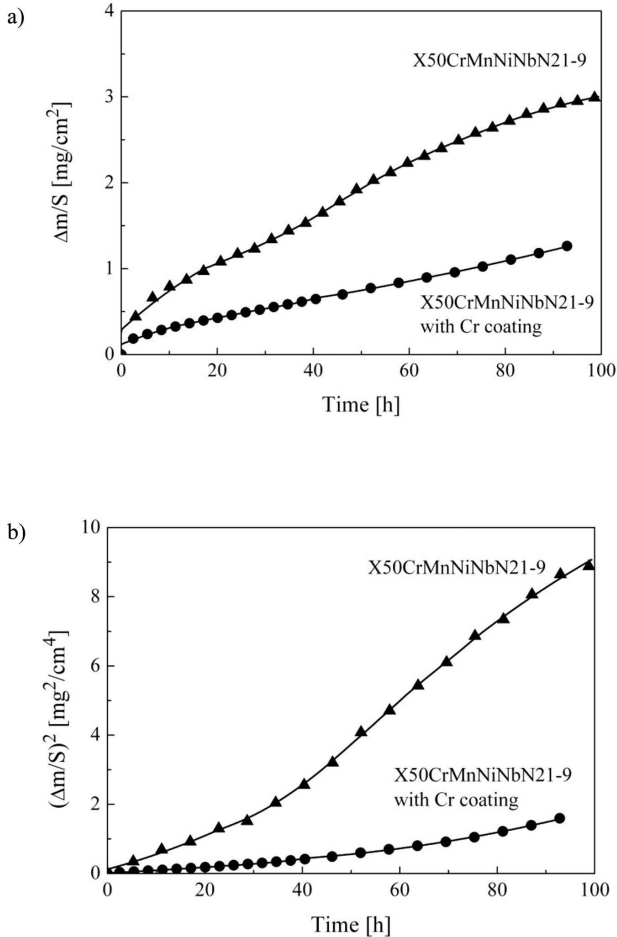 a)
4
X50CrMnNiNbN21-9
3
Δm/S [mg/cm²]
2
1
X50CrMnNiNbN21-9
with Cr coating
0
0 20 40 60 80 100
Time [h]
b)
10
X50CrMnNiNbN21-9
8
(Δm/S)² [mg²/cm⁴]
6
4
X50CrMnNiNbN21-9
with Cr coating
2
0
0 20 40 60 80 100
Time [h]